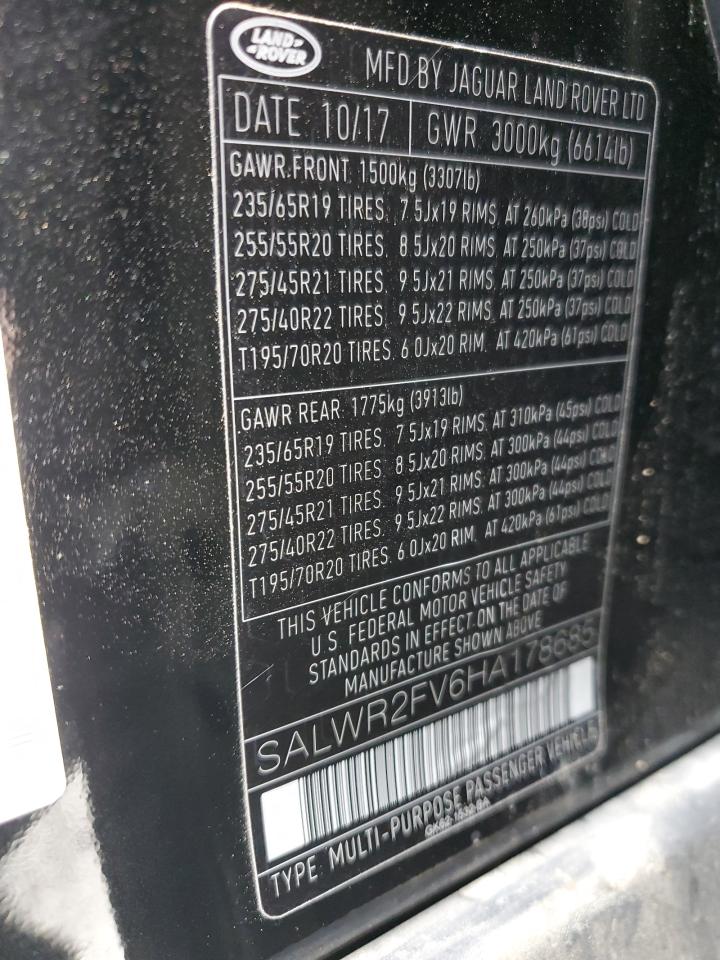 LAND-
ROVER
MFD BY JAGUAR LAND ROVER LTD
DATE 10/17 GWR 3000kg (6614lb)
GAWR.FRONT 1500kg (3307lb)
235/65R19 TIRES. 7.5Jx19 RIMS. AT 260kPa (38psi) COLD
255/55R20 TIRES. 8.5Jx20 RIMS. AT 250kPa (37psi) COLD
275/45R21 TIRES. 9.5Jx21 RIMS. AT 250kPa (37psi) COLD
275/40R22 TIRES. 9.5Jx22 RIMS. AT 250kPa (37psi) COLD
T195/70R20 TIRES. 6.0Jx20 RIM. AT 420kPa (61psi) COLD
GAWR REAR 1775kg (3913lb)
235/65R19 TIRES. 7.5Jx19 RIMS. AT 310kPa (45psi) COLD
255/55R20 TIRES. 8.5Jx20 RIMS. AT 300kPa (44psi) COLD
275/45R21 TIRES. 9.5Jx21 RIMS. AT 300kPa (44psi) COLD
275/40R22 TIRES. 9.5Jx22 RIMS. AT 300kPa (44psi) COLD
T195/70R20 TIRES. 6.0Jx20 RIM. AT 420kPa (61psi) COLD
THIS VEHICLE CONFORMS TO ALL APPLICABLE
U.S. FEDERAL MOTOR VEHICLE SAFETY
STANDARDS IN EFFECT ON THE DATE OF
MANUFACTURE SHOWN ABOVE
SALWR2FV6HA178685
TYPE: MULTI-PURPOSE PASSENGER VEHICLE